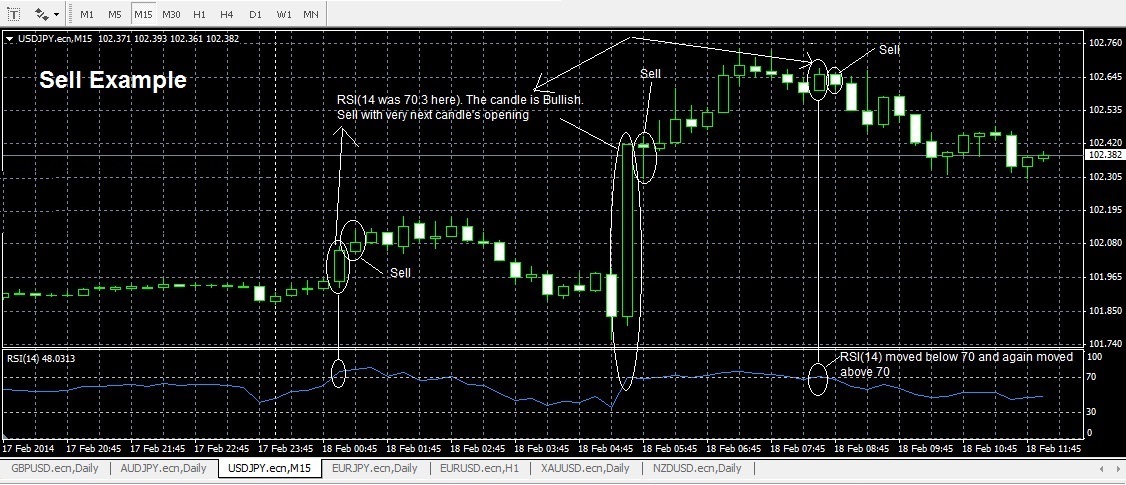 T M1 M5 M15 M30 H1 H4 D1 W1 MN
USDJPY.ecn,M15 102.371 102.393 102.361 102.382
Sell Example
RSI(14 was 70;3 here). The candle is Bullish.
Sell with very next candle's opening
Sell
Sell
Sell
102.760
102.645
102.535
102.420
102.382
102.305
102.195
102.080
101.965
101.850
101.740
RSI(14) 48.0313
RSI(14) moved below 70 and again moved
above 70
100
70
30
0
17 Feb 2014 17 Feb 20:45 17 Feb 21:45 17 Feb 22:45 17 Feb 23:45 18 Feb 00:45 18 Feb 01:45 18 Feb 02:45 18 Feb 03:45 18 Feb 04:45 18 Feb 05:45 18 Feb 06:45 18 Feb 07:45 18 Feb 08:45 18 Feb 09:45 18 Feb 10:45 18 Feb 11:45
GBPUSD.ecn,Daily AUDJPY.ecn,Daily USDJPY.ecn,M15 EURJPY.ecn,Daily EURUSD.ecn,H1 XAUUSD.ecn,Daily NZDUSD.ecn,Daily